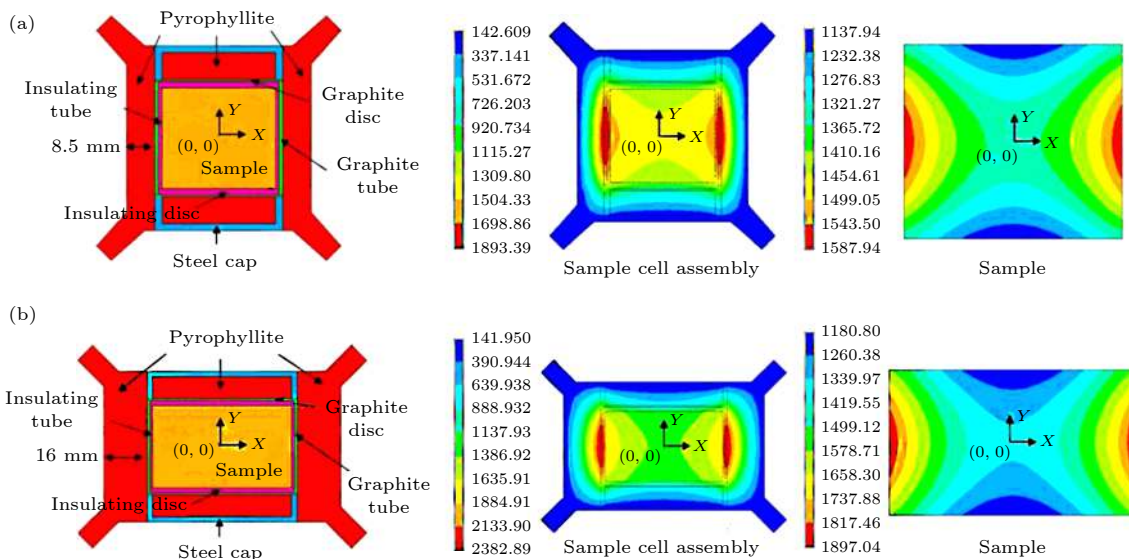 (a)
Pyrophyllite
Insulating
tube
8.5 mm
Y
X
(0, 0)
Sample
Insulating disc
Graphite
disc
Graphite
tube
Steel cap
142.609
337.141
531.672
726.203
920.734
1115.27
1309.80
1504.33
1698.86
1893.39
Y
X
(0, 0)
Sample cell assembly
1137.94
1232.38
1276.83
1321.27
1365.72
1410.16
1454.61
1499.05
1543.50
1587.94
Y
X
(0, 0)
Sample
(b)
Pyrophyllite
Insulating
tube
16 mm
Y
X
(0, 0)
Sample
Insulating disc
Graphite
disc
Graphite
tube
Steel cap
141.950
390.944
639.938
888.932
1137.93
1386.92
1635.91
1884.91
2133.90
2382.89
Y
X
(0, 0)
Sample cell assembly
1180.80
1260.38
1339.97
1419.55
1499.12
1578.71
1658.30
1737.88
1817.46
1897.04
Y
X
(0, 0)
Sample